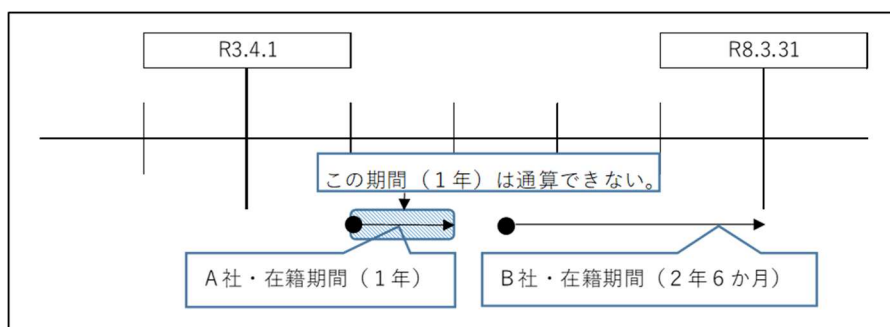 R3.4.1
R8.3.31
この期間（１年）は通算できない。
Ａ社・在籍期間（１年）
Ｂ社・在籍期間（２年６か月）